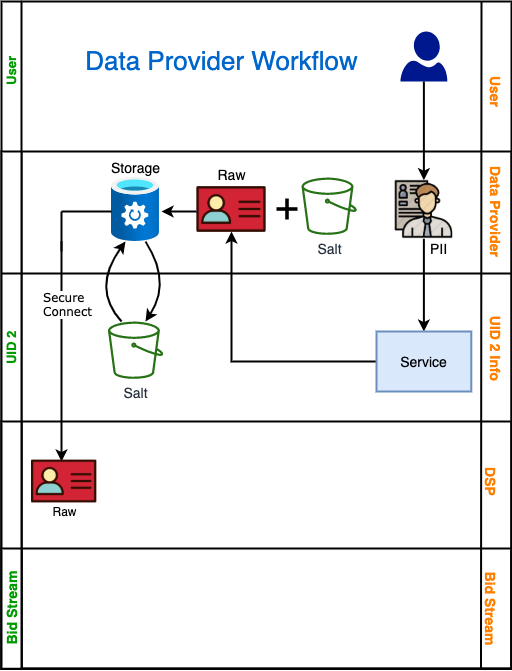 Data Provider Workflow
User
User
Storage
Raw
Salt
PII
Data Provider
Secure
Connect
Salt
Service
UID 2
UID 2 Info
Raw
DSP
Bid Stream
Bid Stream